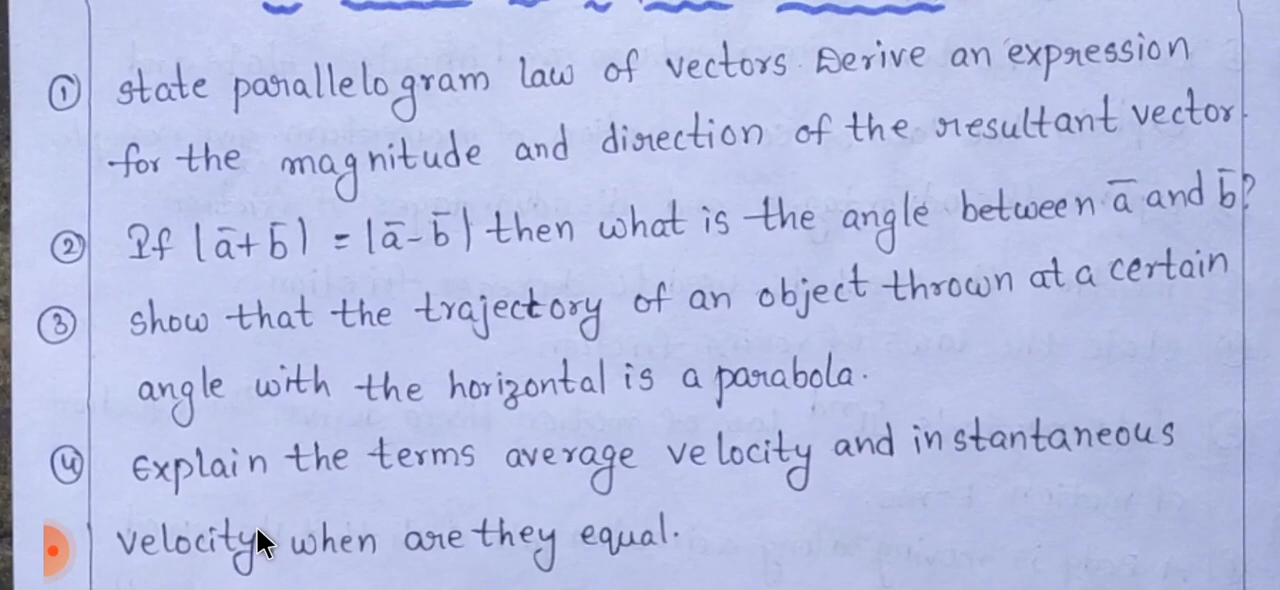 ① state parallelogram law of vectors. Derive an expression
for the magnitude and direction of the resultant vector.
② If |ā+b̄| = |ā-b̄| then what is the angle between ā and b̄?
③ show that the trajectory of an object thrown at a certain
angle with the horizontal is a parabola.
④ Explain the terms average velocity and instantaneous
velocity when are they equal.